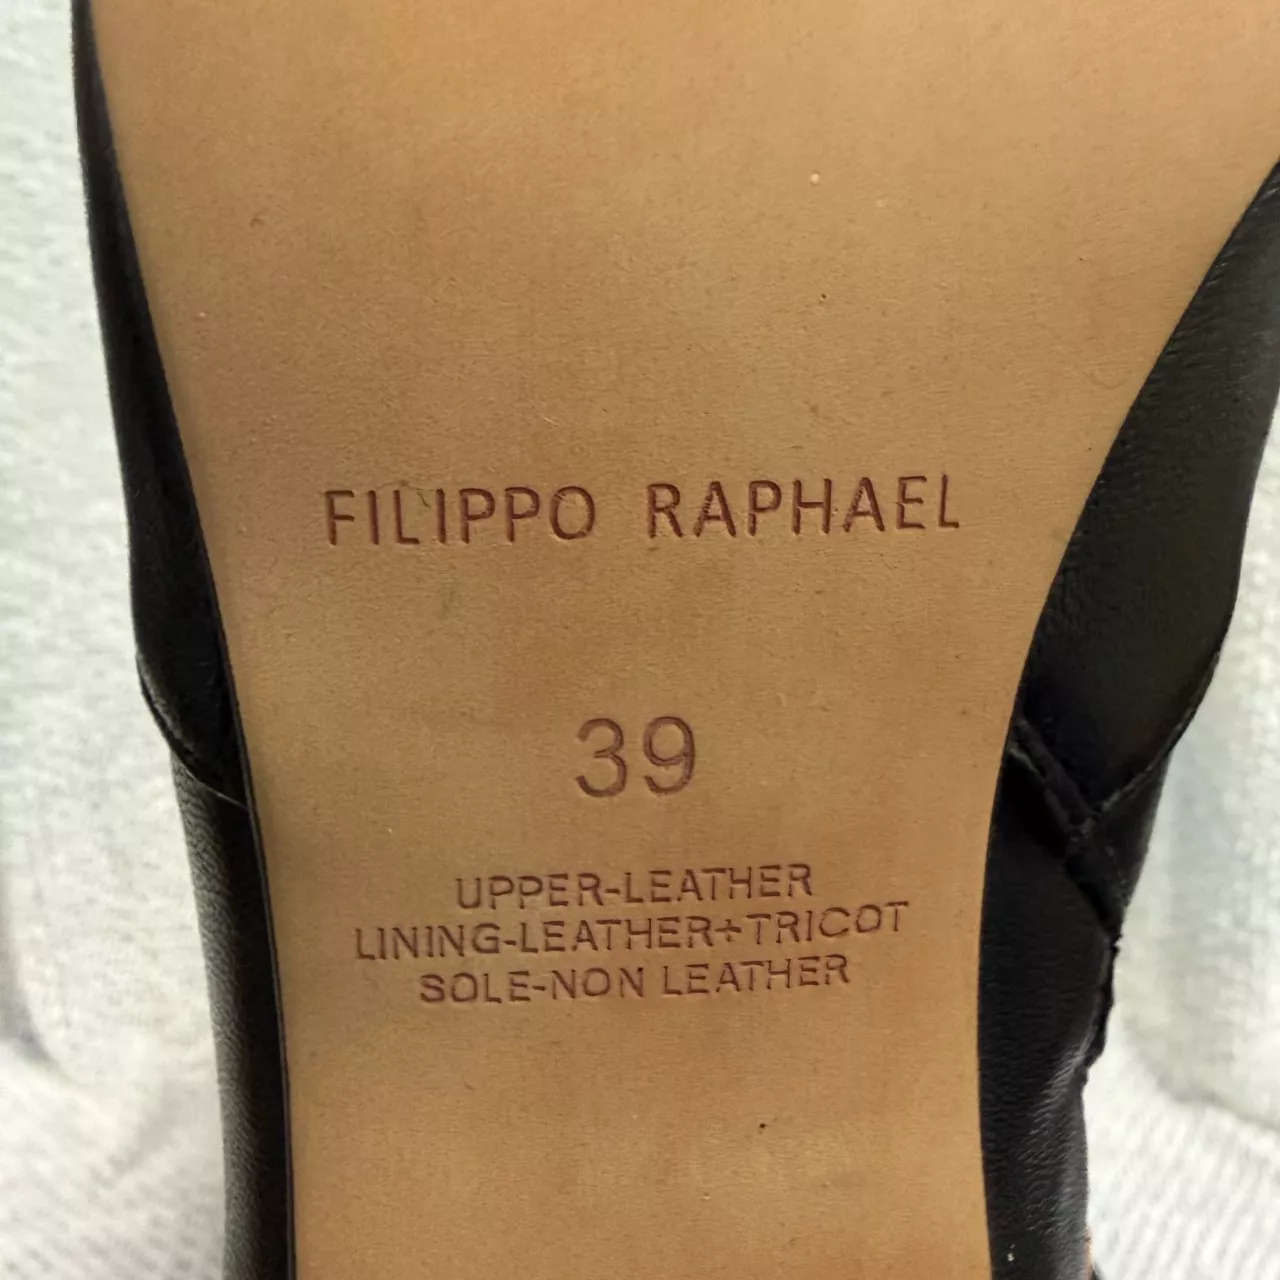 FILIPPO RAPHAEL
39
UPPER-LEATHER
LINING-LEATHER+TRICOT
SOLE-NON LEATHER